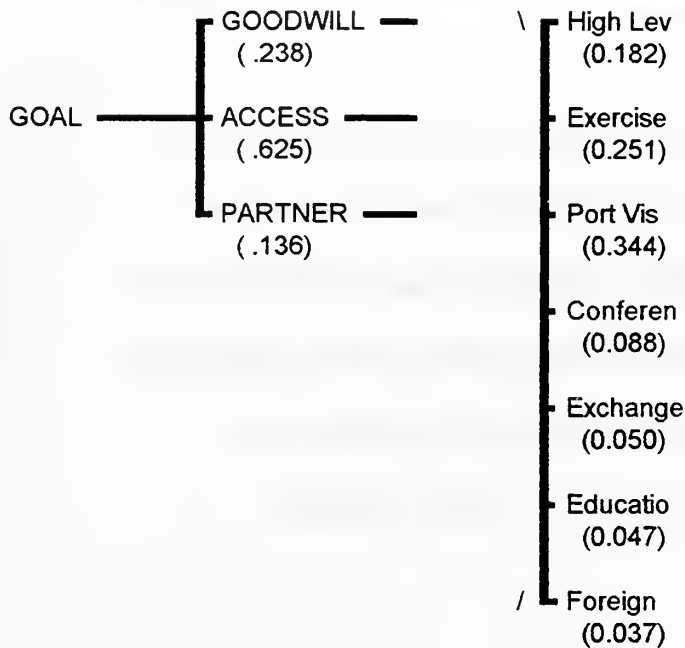 GOODWILL
( .238)
GOAL
ACCESS
( .625)
PARTNER
( .136)
\ High Lev
(0.182)
Exercise
(0.251)
Port Vis
(0.344)
Conferen
(0.088)
Exchange
(0.050)
Educatio
(0.047)
/ Foreign
(0.037)